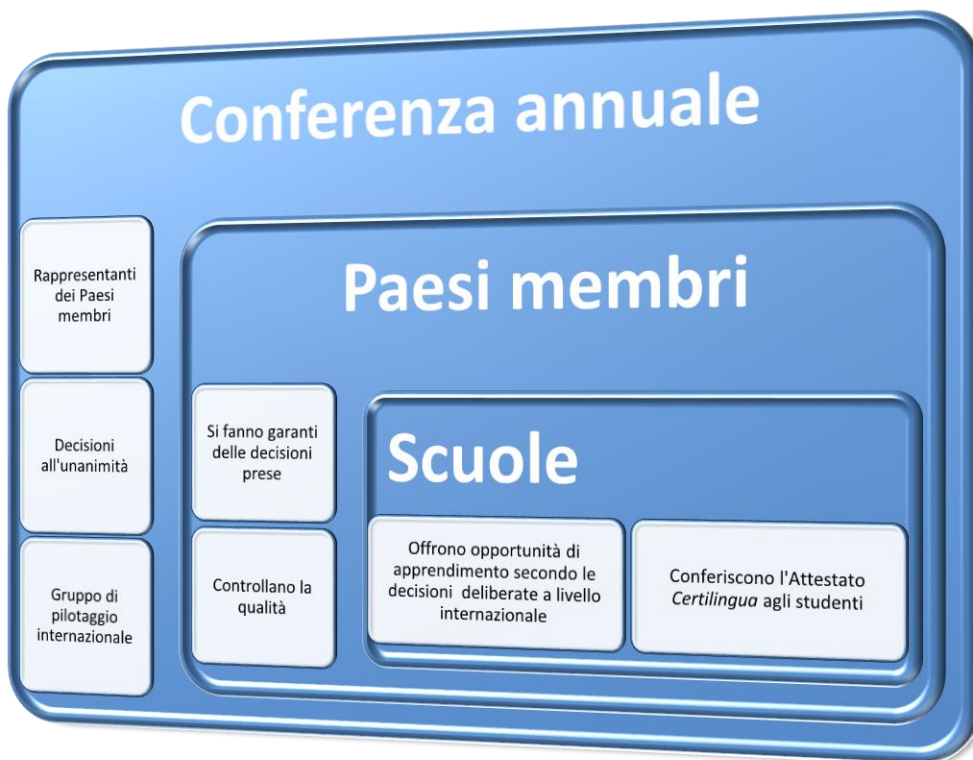 Conferenza annuale
Rappresentanti
dei Paesi
membri
Decisioni
all'unanimità
Gruppo di
pilotaggio
internazionale
Paesi membri
Si fanno garanti
delle decisioni
prese
Controllano la
qualità
Scuole
Offrono opportunità di
apprendimento secondo le
decisioni deliberate a livello
internazionale
Conferiscono l'Attestato
Certilingua agli studenti